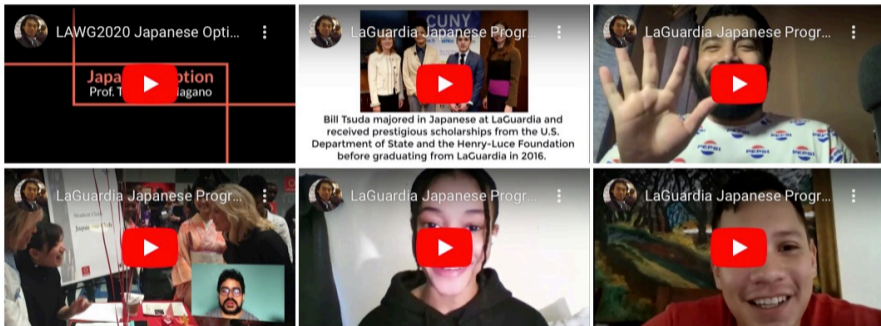 LAWG2020 Japanese Opti...
Prof. T
LaGuardia Japanese Progr...
CUNY
Bill Tsuda majored in Japanese at LaGuardia and
received prestigious scholarships from the U.S.
Department of State and the Henry-Luce Foundation
before graduating from LaGuardia in 2016.
LaGuardia Japanese Progr...
PEPSI
PEPSI
PEPSI
LaGuardia Japanese Progr...
LaGuardia Japanese Progr...
LaGuardia Japanese Progr...